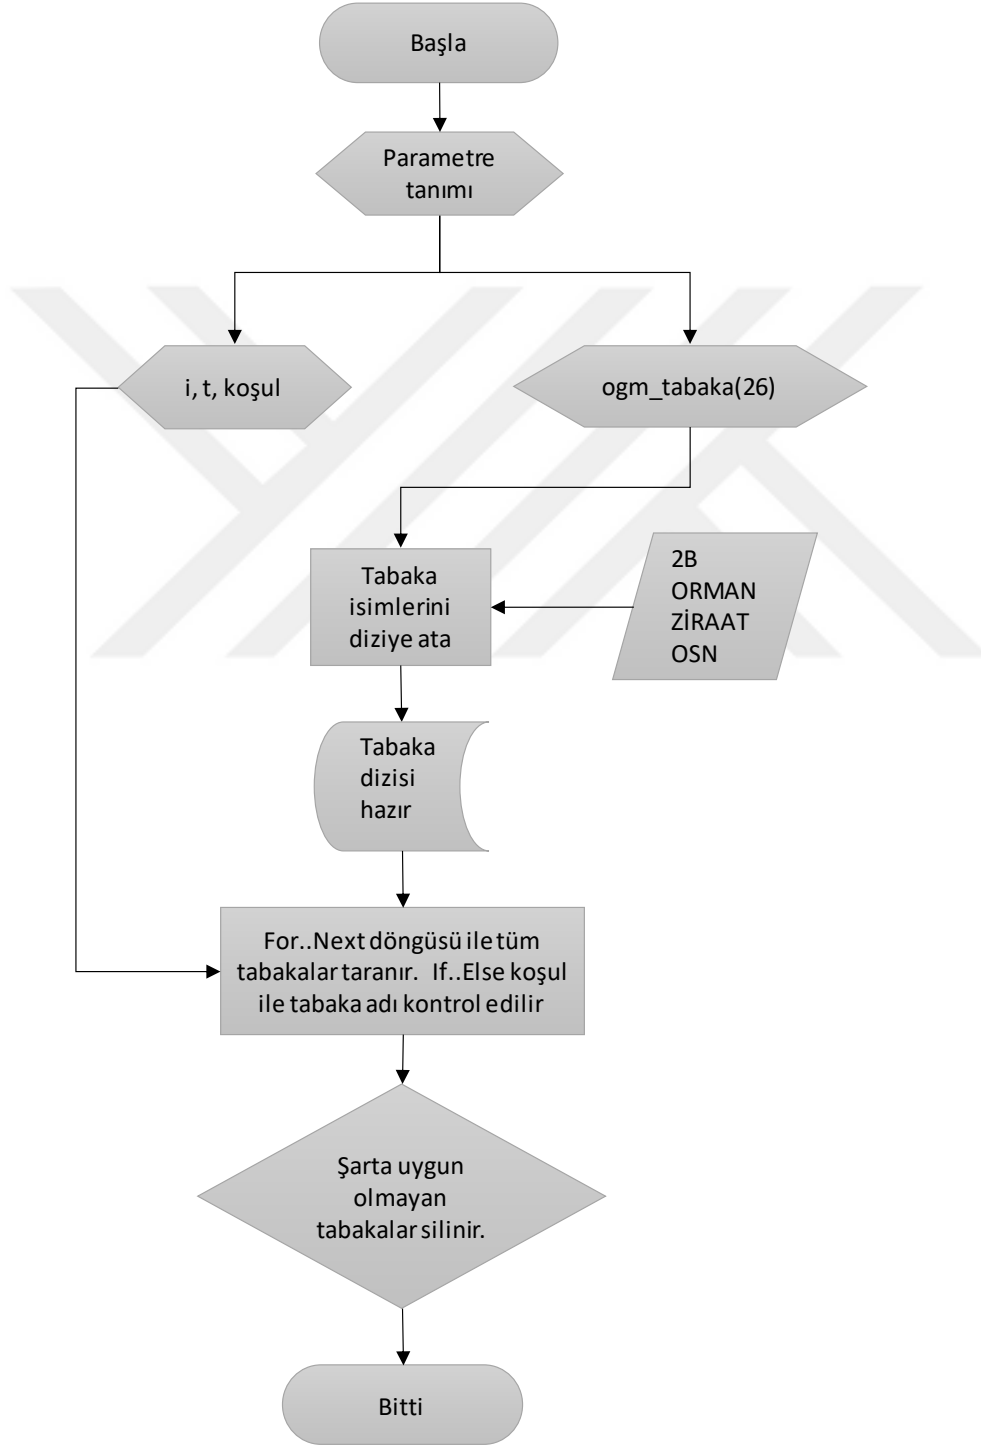 Başla
Parametre
tanımı
i, t, koşul
ogm_tabaka(26)
Tabaka
isimlerini
diziye ata
2B
ORMAN
ZİRAAT
OSN
Tabaka
dizisi
hazır
For..Next döngüsü ile tüm
tabakalar taranır. If..Else koşul
ile tabaka adı kontrol edilir
Şarta uygun
olmayan
tabakalar silinir.
Bitti